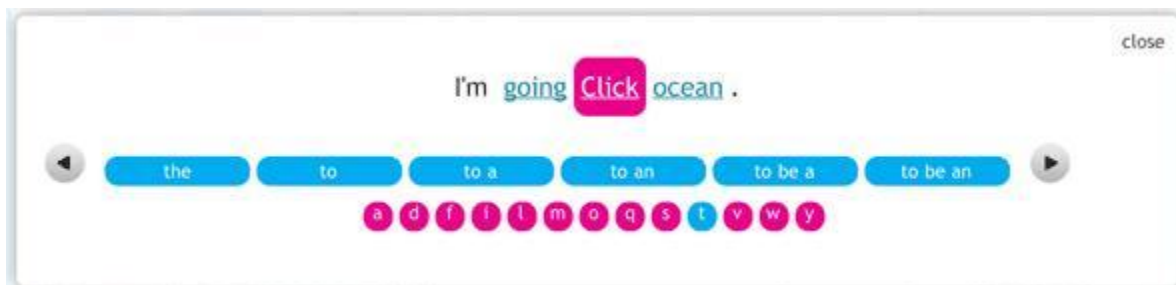 close
I'm going Click ocean .
the to to a to an to be a to be an
a d f i l m o q s t v w y